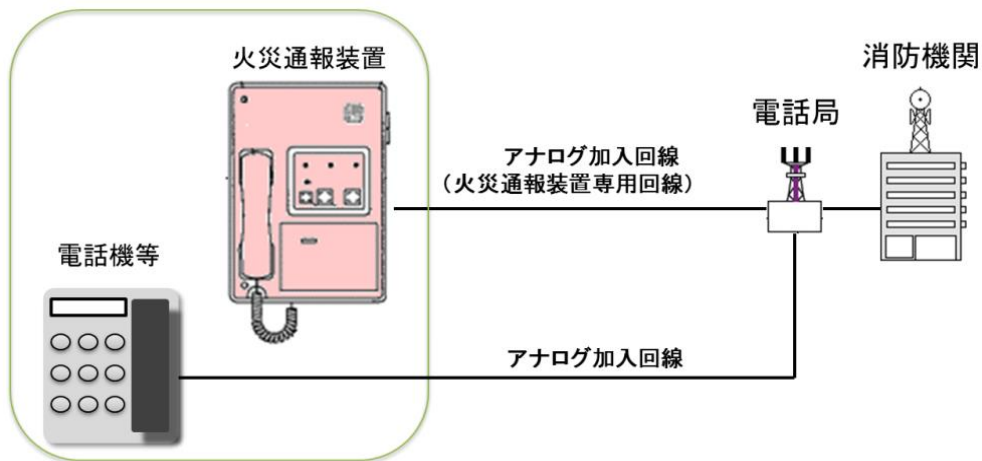 火災通報装置
消防機関
電話局
アナログ加入回線
（火災通報装置専用回線）
電話機等
アナログ加入回線